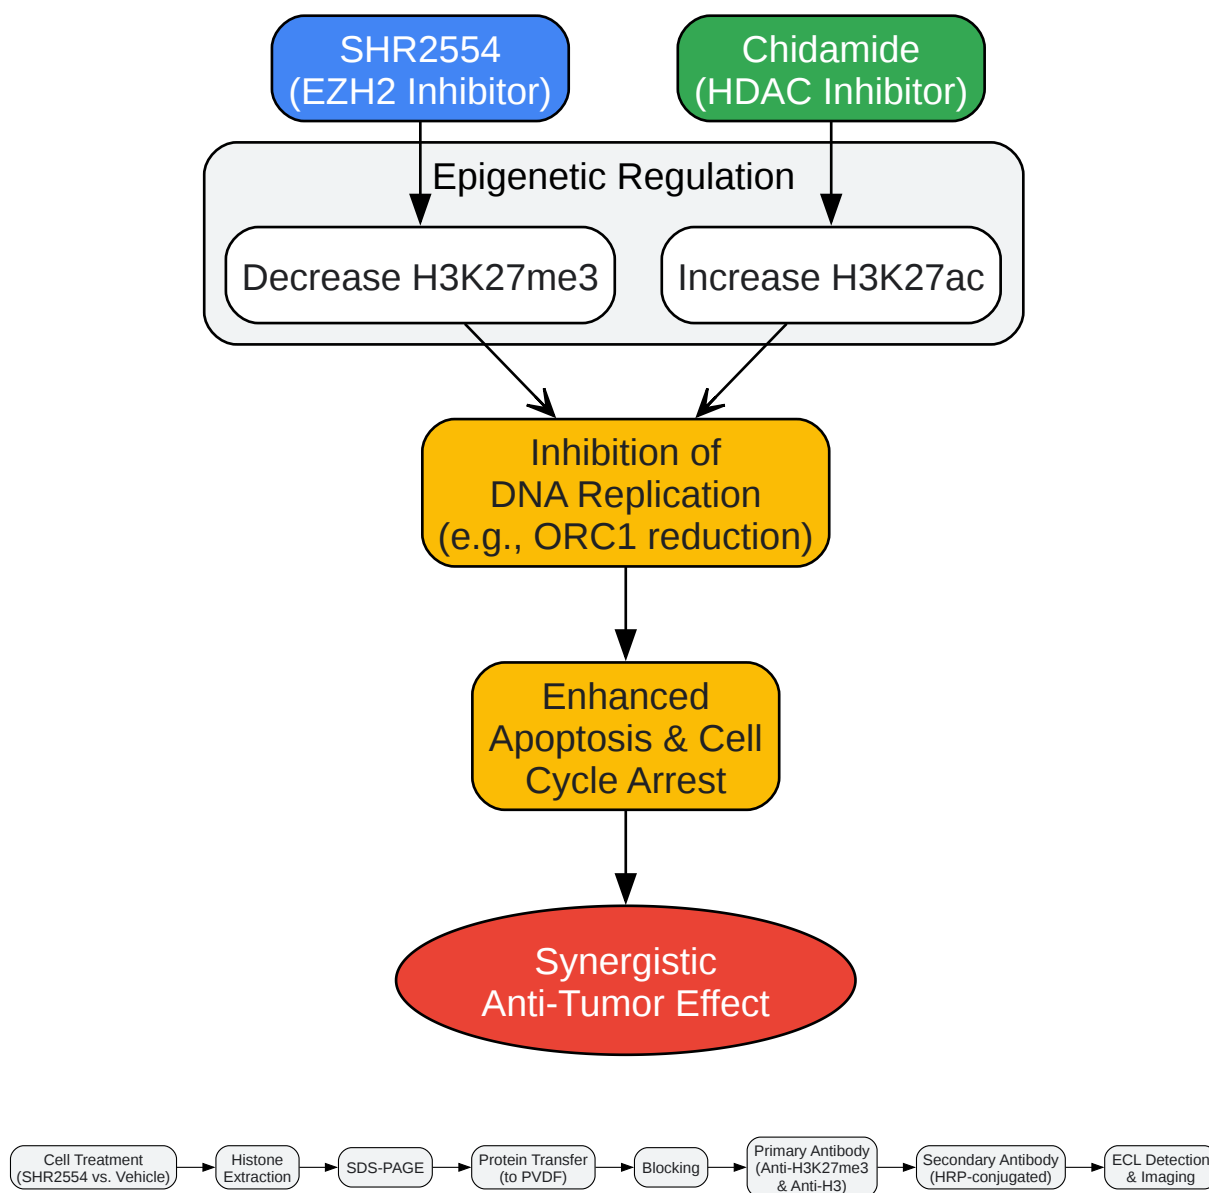 SHR2554
(EZH2 Inhibitor)
Chidamide
(HDAC Inhibitor)
Epigenetic Regulation
Decrease H3K27me3
Increase H3K27ac
Inhibition of
DNA Replication
(e.g., ORC1 reduction)
Enhanced
Apoptosis & Cell
Cycle Arrest
Synergistic
Anti-Tumor Effect
Cell Treatment
(SHR2554 vs. Vehicle)
Histone
Extraction
SDS-PAGE
Protein Transfer
(to PVDF)
Blocking
Primary Antibody
(Anti-H3K27me3
& Anti-H3)
Secondary Antibody
(HRP-conjugated)
ECL Detection
& Imaging